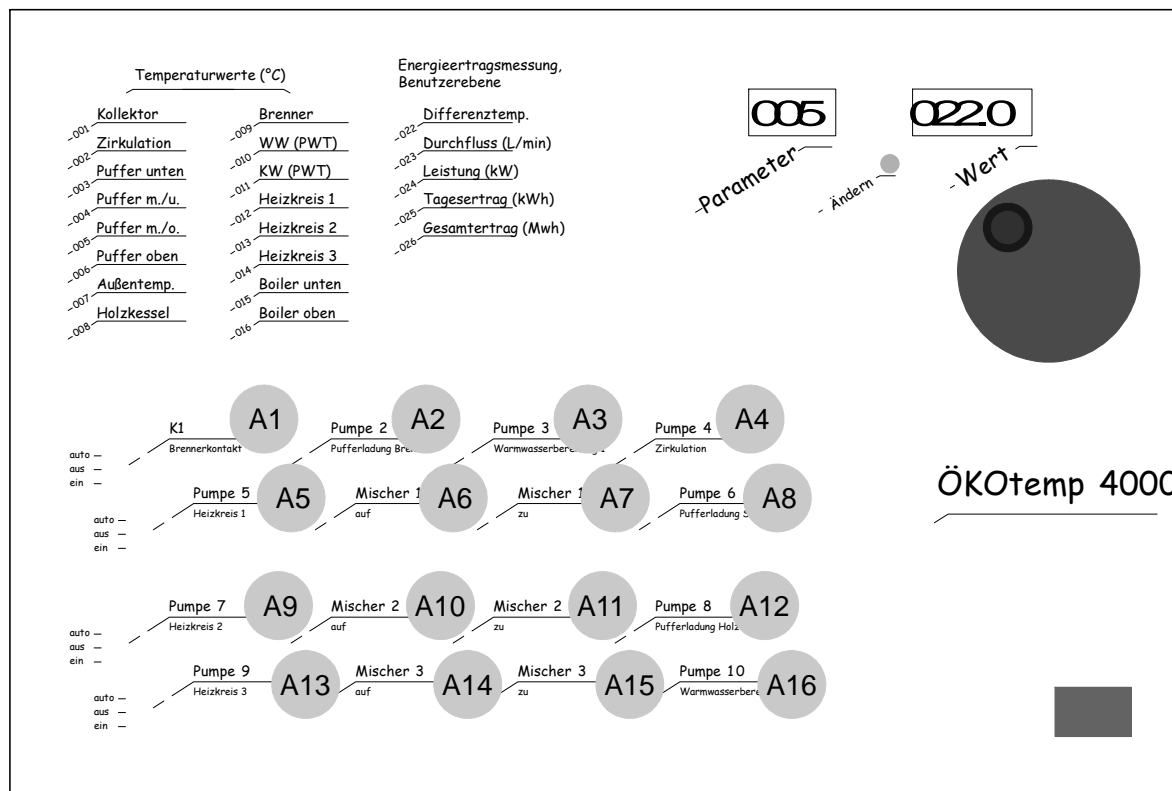 Temperaturwerte (°C)
Energieertragsmessung,
Benutzerebene
-001 Kollektor
-002 Zirkulation
-003 Puffer unten
-004 Puffer m./u.
-005 Puffer m./o.
-006 Puffer oben
-007 Außentemp.
-008 Holzkessel
-009 Brenner
-010 WW (PWT)
-011 KW (PWT)
-012 Heizkreis 1
-013 Heizkreis 2
-014 Heizkreis 3
-015 Boiler unten
-016 Boiler oben
-022 Differenztemp.
-023 Durchfluss (L/min)
-024 Leistung (kW)
-025 Tagesertrag (kWh)
-026 Gesamtertrag (Mwh)
005
022.0
Parameter
Ändern
Wert
ÖKOtemp 4000
auto
aus
ein
K1
Brennerkontakt
A1
Pumpe 2
Pufferladung
A2
Pumpe 3
A3
Pumpe 4
Zirkulation
A4
auto
aus
ein
Pumpe 5
Heizkreis 1
A5
Mischer 1
auf
A6
Mischer 1
zu
A7
Pumpe 6
Pufferladung
A8
auto
aus
ein
Pumpe 7
Heizkreis 2
A9
Mischer 2
auf
A10
Mischer 2
zu
A11
Pumpe 8
Pufferladung Holz
A12
auto
aus
ein
Pumpe 9
Heizkreis 3
A13
Mischer 3
auf
A14
Mischer 3
zu
A15
Pumpe 10
A16